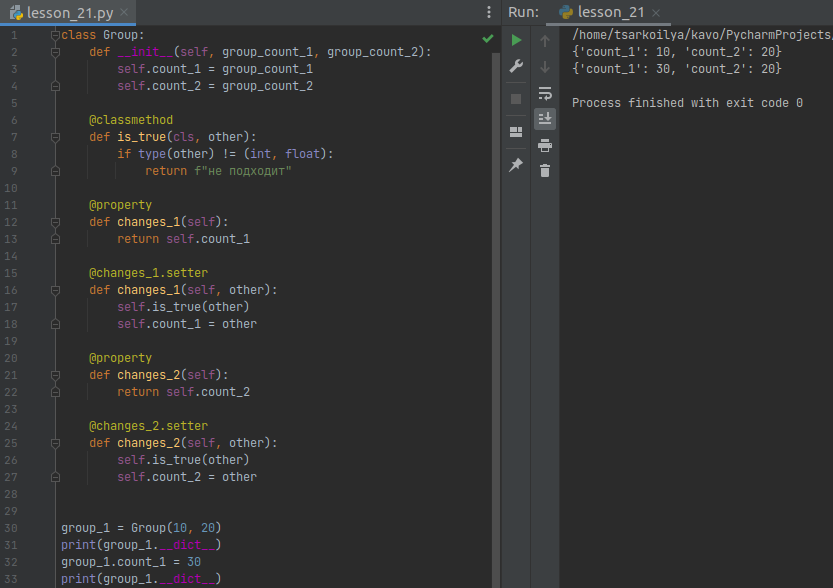 lesson_21.py
Run: lesson_21
1 class Group:
2     def __init__(self, group_count_1, group_count_2):
3         self.count_1 = group_count_1
4         self.count_2 = group_count_2
5
6     @classmethod
7     def is_true(cls, other):
8         if type(other) != (int, float):
9             return f"не подходит"
10
11     @property
12     def changes_1(self):
13         return self.count_1
14
15     @changes_1.setter
16     def changes_1(self, other):
17         self.is_true(other)
18         self.count_1 = other
19
20     @property
21     def changes_2(self):
22         return self.count_2
23
24     @changes_2.setter
25     def changes_2(self, other):
26         self.is_true(other)
27         self.count_2 = other
28
29
30 group_1 = Group(10, 20)
31 print(group_1.__dict__)
32 group_1.count_1 = 30
33 print(group_1.__dict__)
/home/tsarkoilya/kavo/PycharmProjects/
{'count_1': 10, 'count_2': 20}
{'count_1': 30, 'count_2': 20}
Process finished with exit code 0